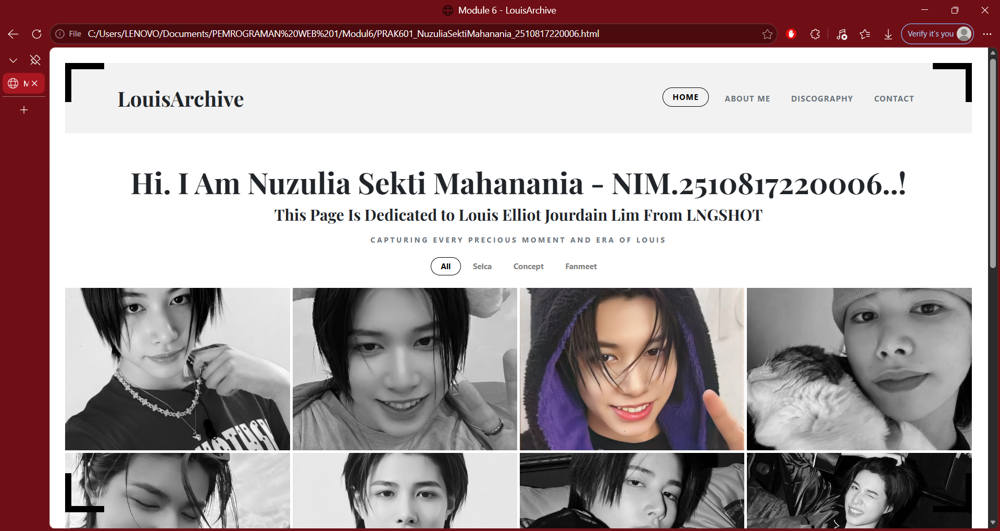 Module 6 - LouisArchive
File C:/Users/LENOVO/Documents/PEMROGRAMAN%20WEB%201/Modul6/PRAK601_NuzuliaSektiMahanania_2510817220006.html
Verify it's you
M
LouisArchive
HOME ABOUT ME DISCOGRAPHY CONTACT
Hi. I Am Nuzulia Sekti Mahanania - NIM.2510817220006..!
This Page Is Dedicated to Louis Elliot Jourdain Lim From LNGSHOT
CAPTURING EVERY PRECIOUS MOMENT AND ERA OF LOUIS
All Selca Concept Fanmeet